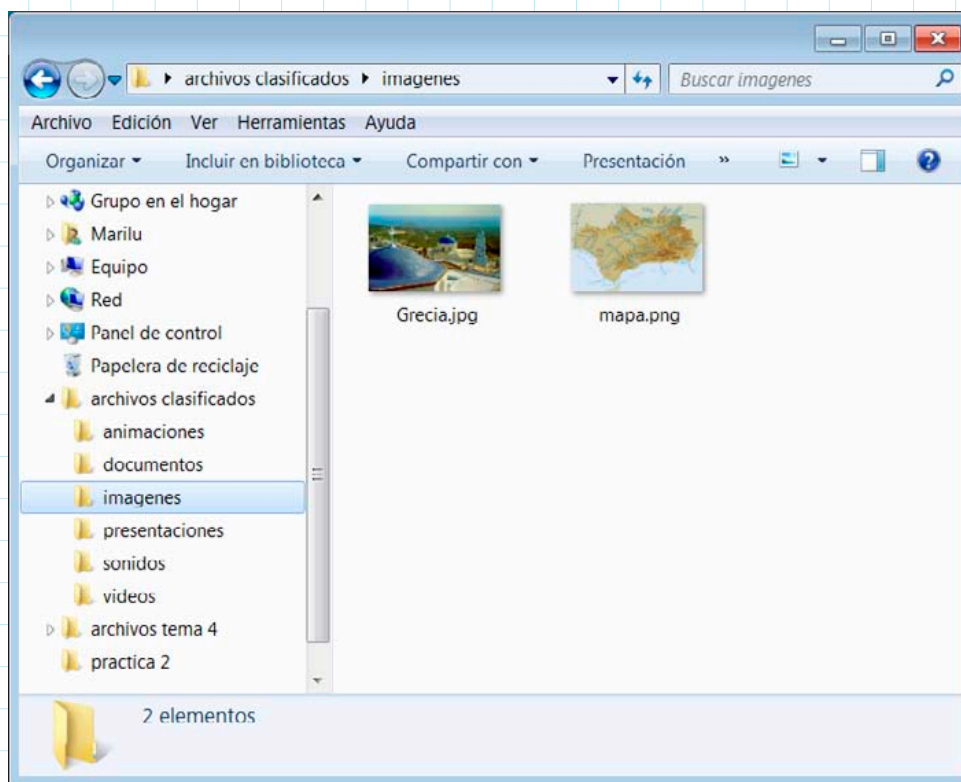 archivos clasificados imagenes Buscar imagenes
Archivo Edición Ver Herramientas Ayuda
Organizar Incluir en biblioteca Compartir con Presentación »
Grupo en el hogar
Marilu
Equipo
Red
Panel de control
Papelera de reciclaje
archivos clasificados
animaciones
documentos
imagenes
presentaciones
sonidos
videos
archivos tema 4
practica 2
Grecia.jpg mapa.png
2 elementos